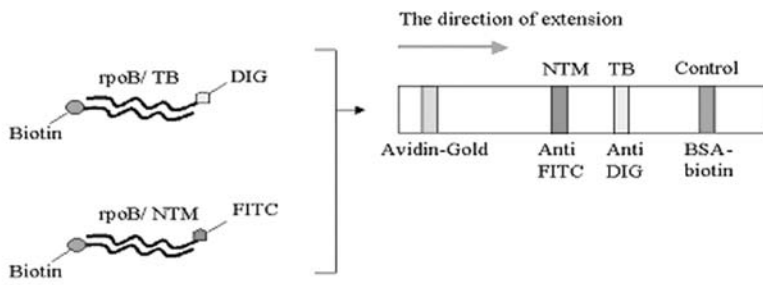 The direction of extension
rpoB/ TB
DIG
Biotin
rpoB/ NTM
FITC
Biotin
NTM
TB
Control
Avidin-Gold
Anti
FITC
Anti
DIG
BSA-
biotin